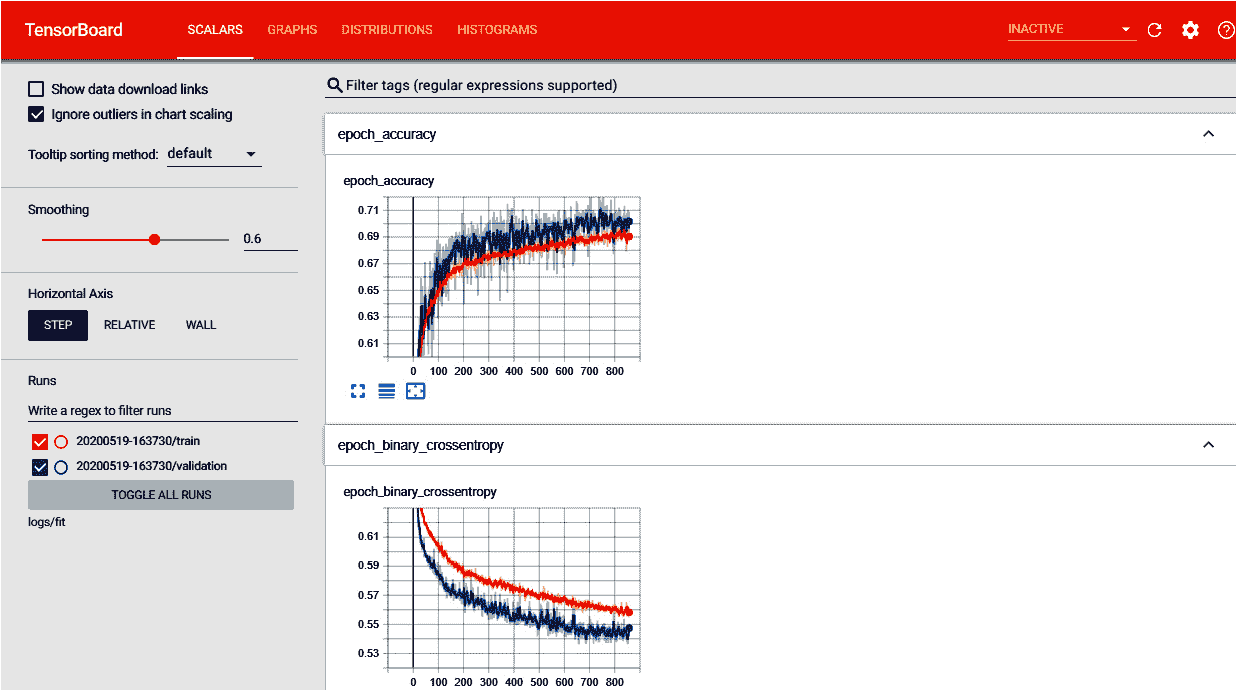 TensorBoard SCALARS GRAPHS DISTRIBUTIONS HISTOGRAMS INACTIVE
Show data download links
Ignore outliers in chart scaling
Tooltip sorting method: default
Smoothing
0.6
Horizontal Axis
STEP RELATIVE WALL
Runs
Write a regex to filter runs
20200519-163730/train
20200519-163730/validation
TOGGLE ALL RUNS
logs/fit
Filter tags (regular expressions supported)
epoch_accuracy
epoch_accuracy
0.71
0.69
0.67
0.65
0.63
0.61
0 100 200 300 400 500 600 700 800
epoch_binary_crossentropy
epoch_binary_crossentropy
0.61
0.59
0.57
0.55
0.53
0 100 200 300 400 500 600 700 800